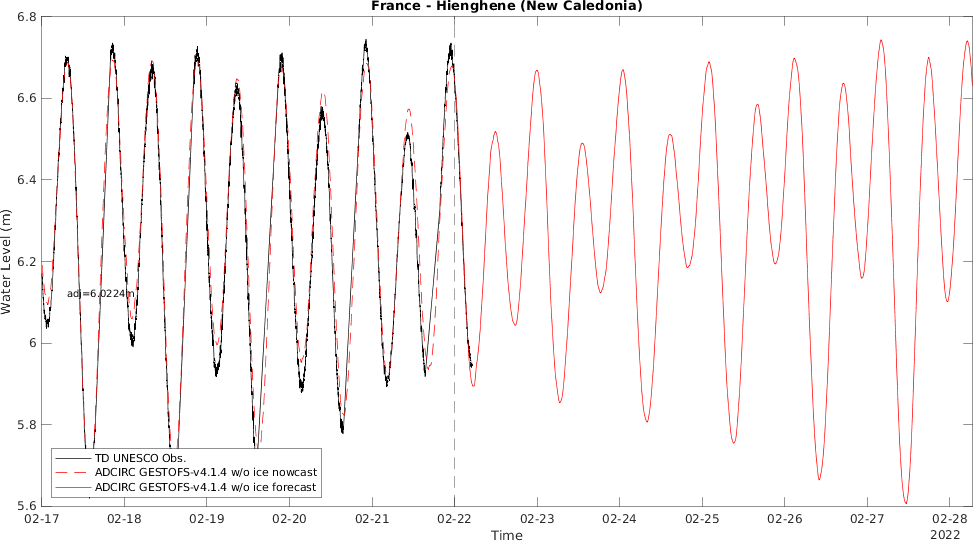 France - Hienghene (New Caledonia)
6.8
6.6
6.4
6.2
6
5.8
5.6
Water Level (m)
adj=6.0224m
TD UNESCO Obs.
ADCIRC GESTOFS-v4.1.4 w/o ice nowcast
ADCIRC GESTOFS-v4.1.4 w/o ice forecast
02-17 02-18 02-19 02-20 02-21 02-22 02-23 02-24 02-25 02-26 02-27 02-28
Time 2022